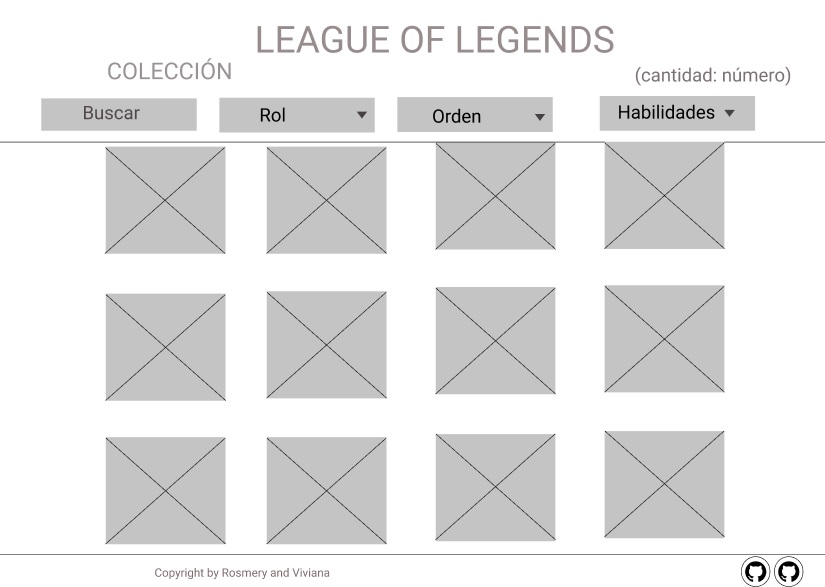 LEAGUE OF LEGENDS
COLECCIÓN
(cantidad: número)
Buscar
Rol
Orden
Habilidades
Copyright by Rosmery and Viviana